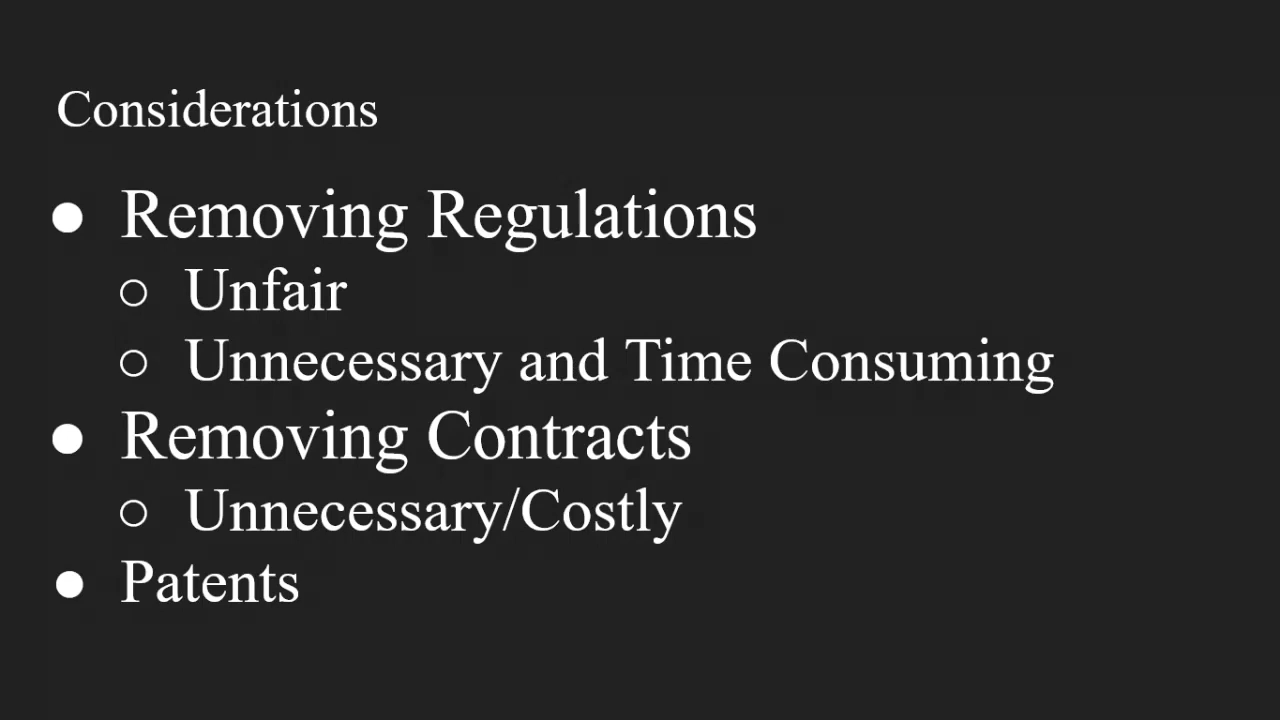 Considerations
● Removing Regulations
○ Unfair
○ Unnecessary and Time Consuming
● Removing Contracts
○ Unnecessary/Costly
● Patents